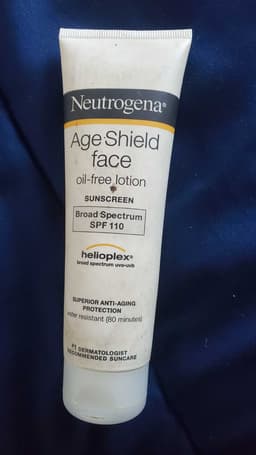 Neutrogena®
Age Shield
face
oil-free lotion
SUNSCREEN
Broad Spectrum
SPF 110
helioplex®
broad spectrum uva-uvb
SUPERIOR ANTI-AGING
PROTECTION
water resistant (80 minutes)
#1 DERMATOLOGIST
RECOMMENDED SUNCARE